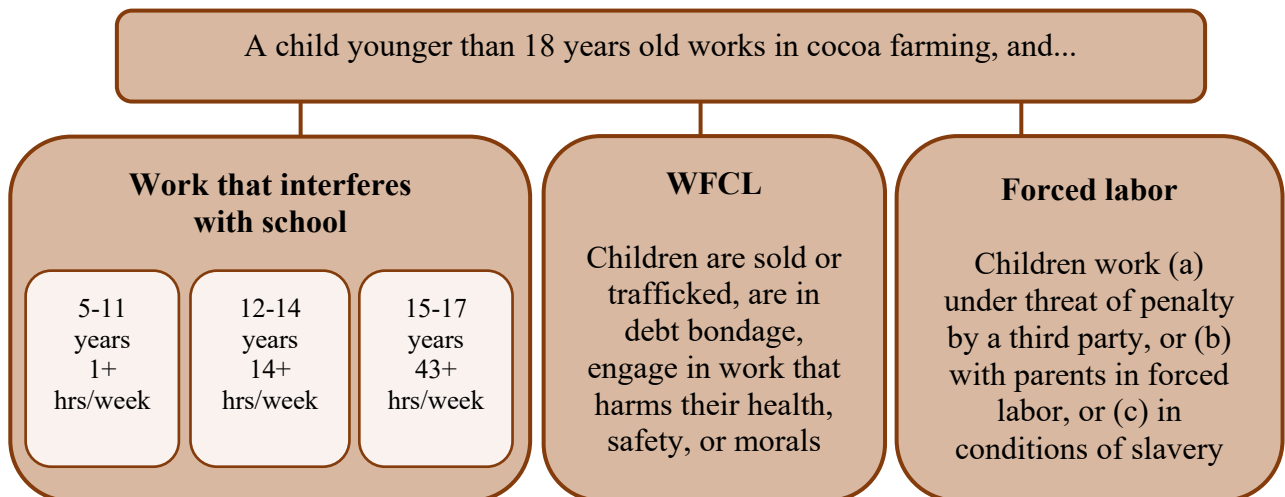 A child younger than 18 years old works in cocoa farming, and...
Work that interferes
with school
5-11
years
1+
hrs/week
12-14
years
14+
hrs/week
15-17
years
43+
hrs/week
WFCL
Children are sold or
trafficked, are in
debt bondage,
engage in work that
harms their health,
safety, or morals
Forced labor
Children work (a)
under threat of penalty
by a third party, or (b)
with parents in forced
labor, or (c) in
conditions of slavery